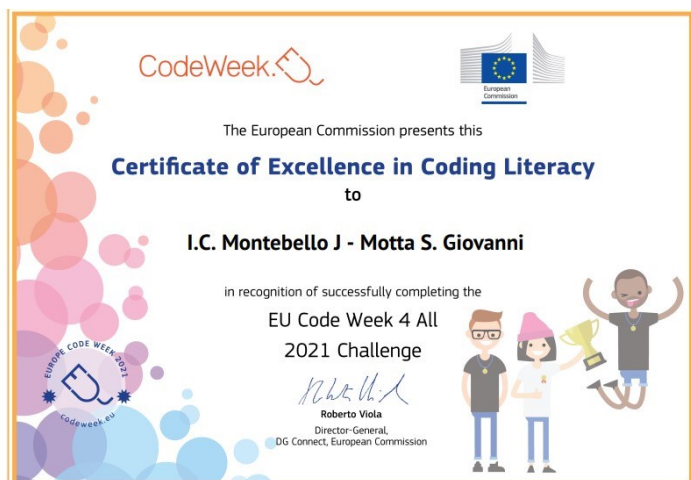 CodeWeek.
European
Commission
The European Commission presents this
Certificate of Excellence in Coding Literacy
to
I.C. Montebello J - Motta S. Giovanni
in recognition of successfully completing the
EU Code Week 4 All
2021 Challenge
Roberto Viola
Director-General,
DG Connect, European Commission
EUROPE CODE WEEK 2021
codeweek.eu